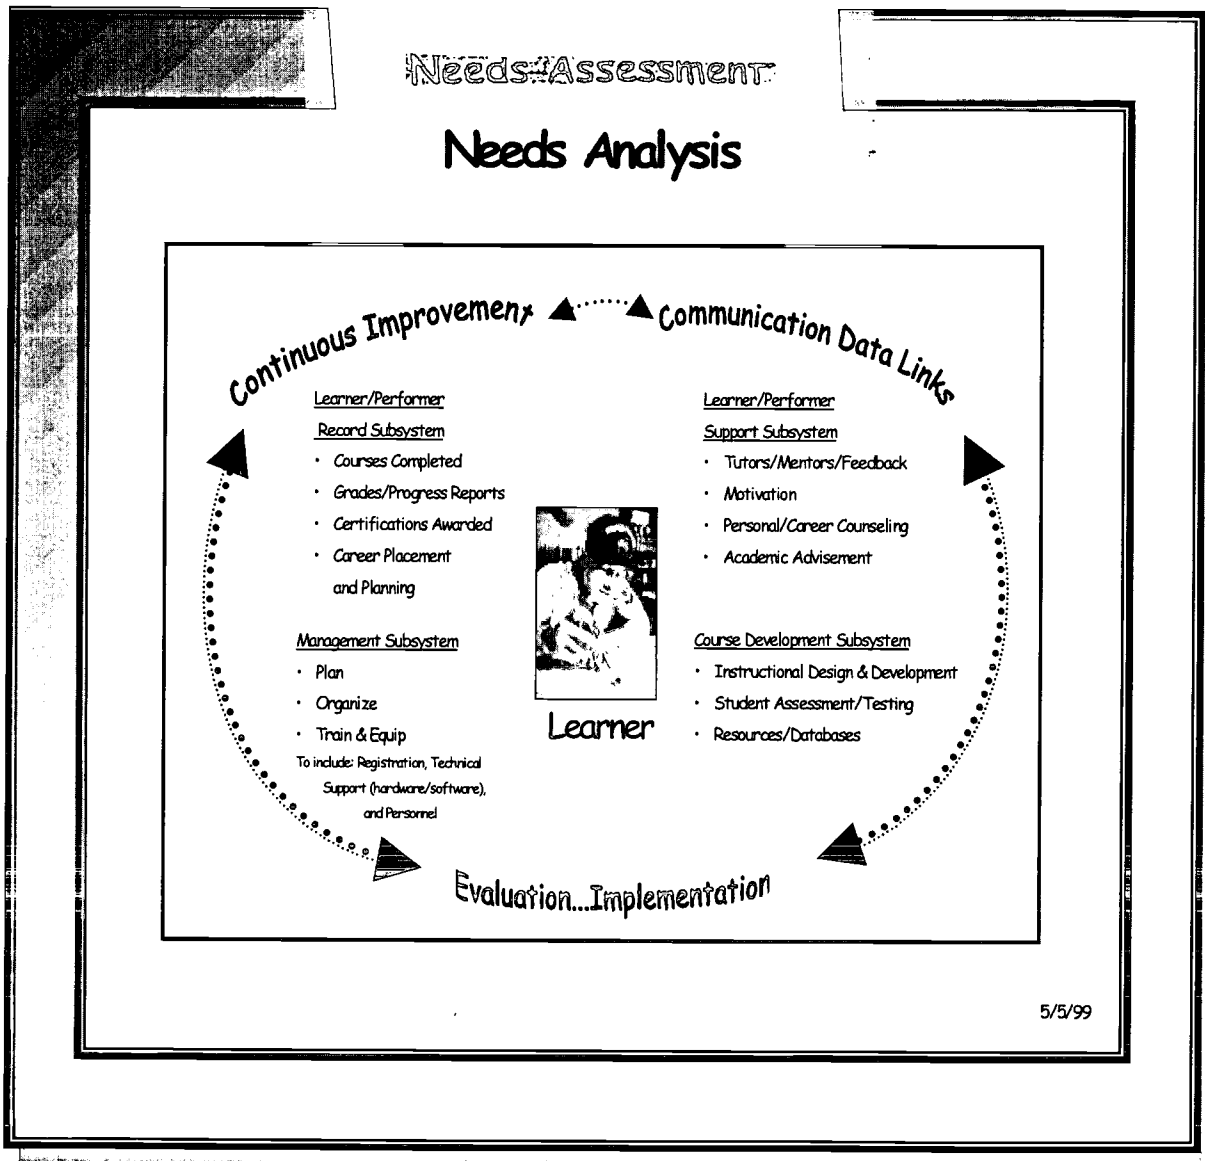 Needs Assessment
Needs Analysis
Continuous Improvement
Communication Data Links
Learner/Performer
Record Subsystem
· Courses Completed
· Grades/Progress Reports
· Certifications Awarded
· Career Placement
and Planning
Learner/Performer
Support Subsystem
· Tutors/Mentors/Feedback
· Motivation
· Personal/Career Counseling
· Academic Advisement
Management Subsystem
· Plan
· Organize
· Train & Equip
To include: Registration, Technical
Support (hardware/software),
and Personnel
Learner
Course Development Subsystem
· Instructional Design & Development
· Student Assessment/Testing
· Resources/Databases
Evaluation...Implementation
5/5/99